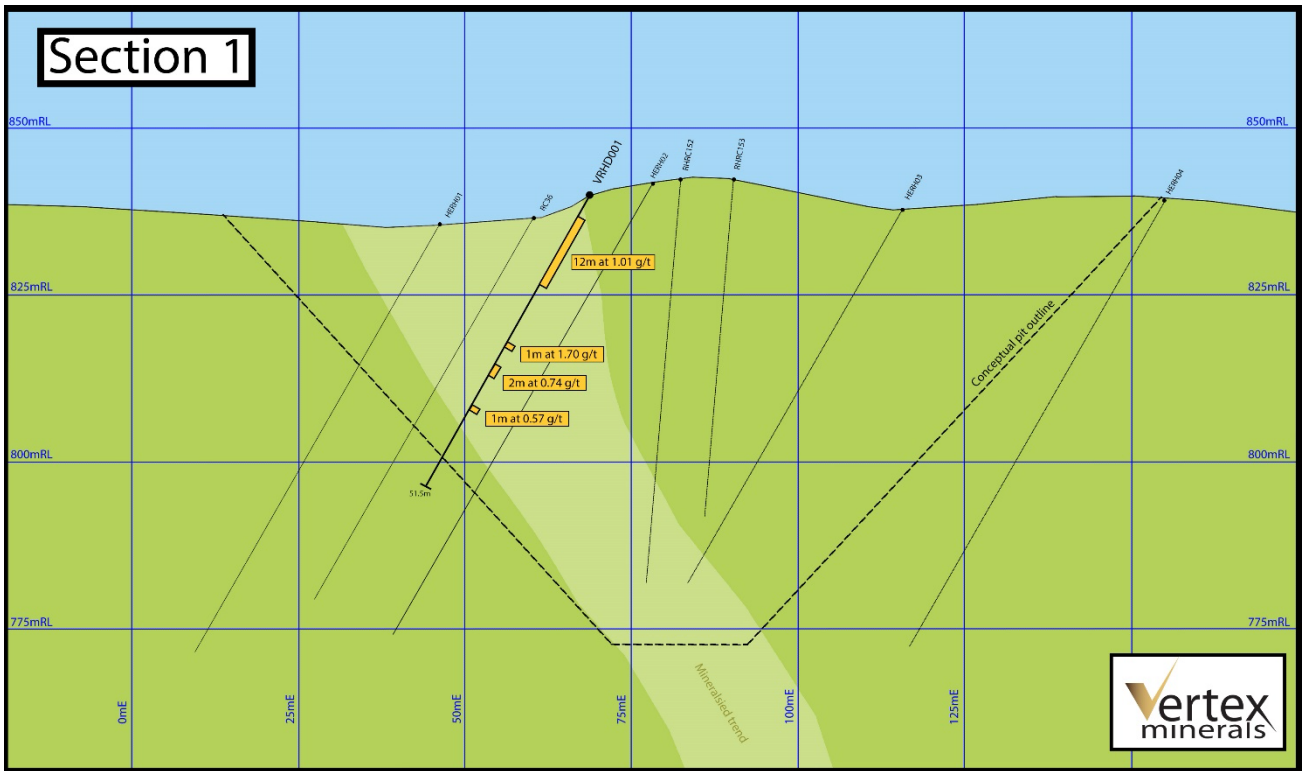 Section 1
850mRL
850mRL
HERH01
RC36
VRHD001
HERH02
RHRC152
RHRC153
HERH03
HERH04
12m at 1.01 g/t
825mRL
825mRL
1m at 1.70 g/t
2m at 0.74 g/t
1m at 0.57 g/t
Conceptual pit outline
800mRL
800mRL
51.5m
775mRL
775mRL
Mineralsied trend
0mE
25mE
50mE
75mE
100mE
125mE
Vertex
minerals